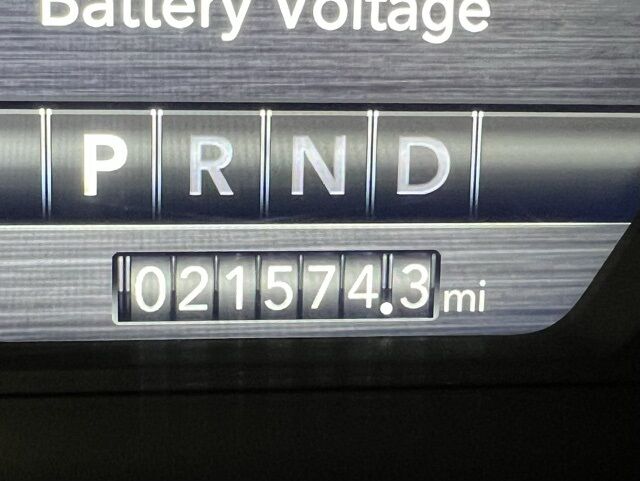 Battery Voltage
P R N D
021574.3 mi